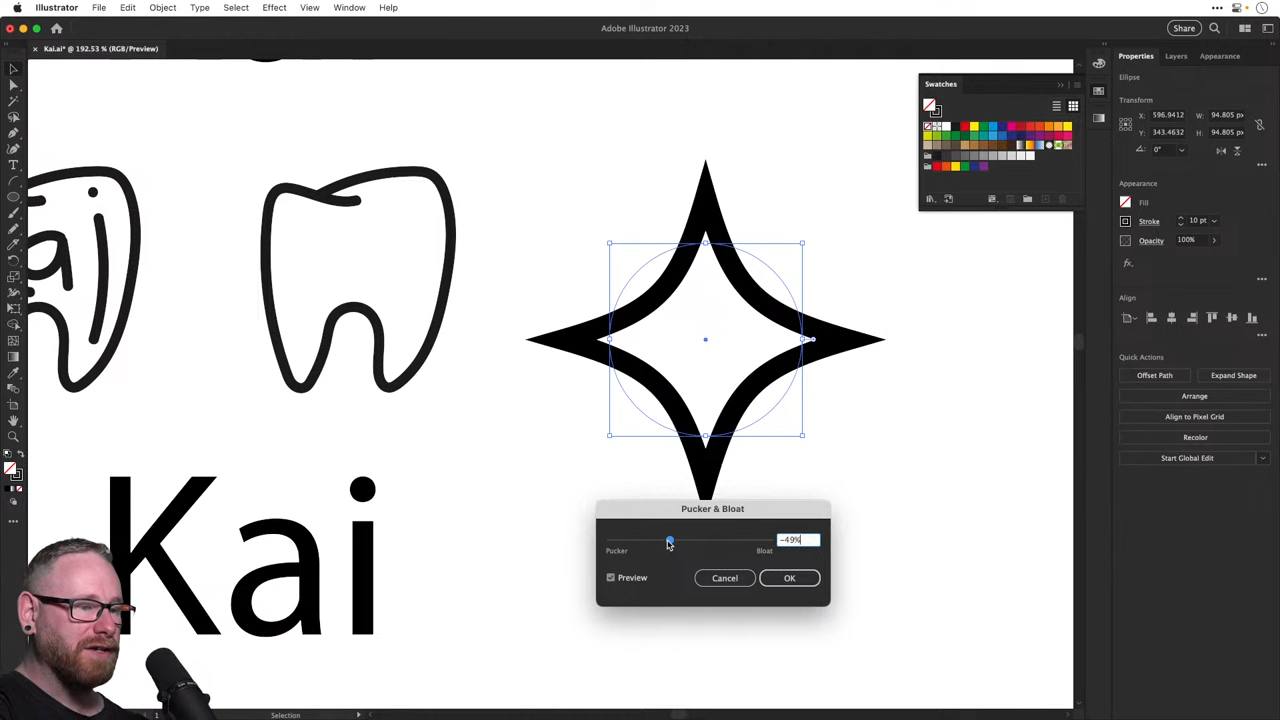 Illustrator File Edit Object Type Select Effect View Window Help
Adobe Illustrator 2023
Share
× Kai.ai* @ 192.53 % (RGB/Preview)
Properties Layers Appearance
Ellipse
Transform
X: 596.9412 W: 94.805 px
Y: 343.4632 H: 94.805 px
0°
Appearance
Fill
Stroke 10 pt
Opacity 100%
fx.
Align
Quick Actions
Offset Path Expand Shape
Arrange
Align to Pixel Grid
Recolor
Start Global Edit
Swatches
Kai
Pucker & Bloat
-49%
Pucker Bloat
Preview Cancel OK
1 Selection